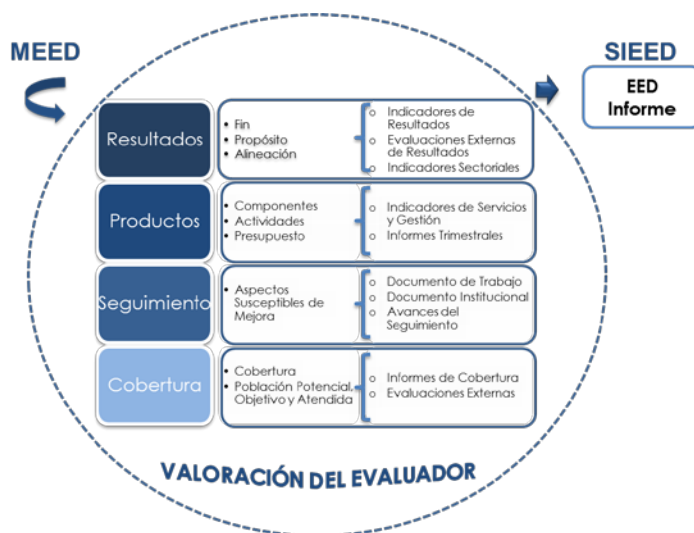 MEED
SIEED
EED
Informe
Resultados
• Fin
• Propósito
• Alineación
o Indicadores de
Resultados
o Evaluaciones Externas
de Resultados
o Indicadores Sectoriales
Productos
• Componentes
• Actividades
• Presupuesto
o Indicadores de Servicios
y Gestión
o Informes Trimestrales
Seguimiento
• Aspectos
Susceptibles de
Mejora
o Documento de Trabajo
o Documento Institucional
o Avances del
Seguimiento
Cobertura
• Cobertura
• Población Potencial,
Objetivo y Atendida
o Informes de Cobertura
o Evaluaciones Externas
VALORACIÓN DEL EVALUADOR